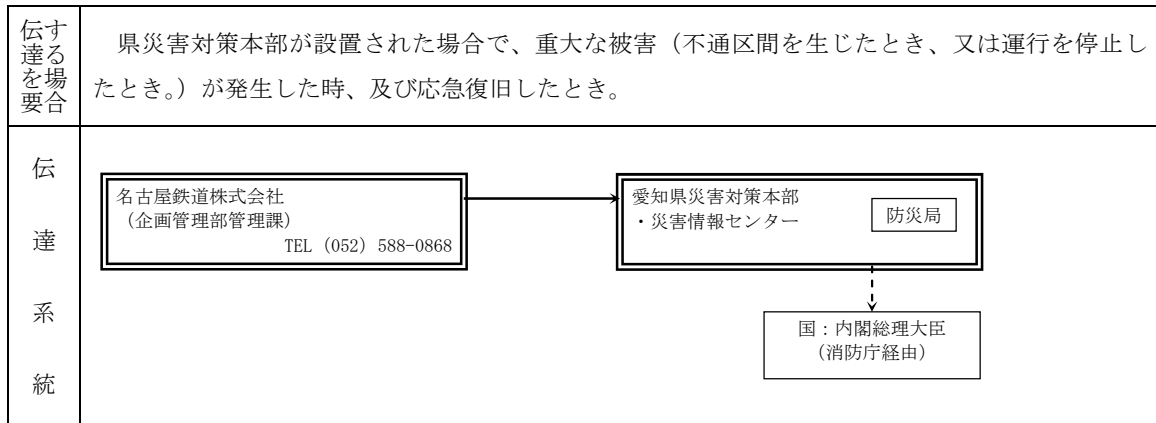 伝達を要
する場合
県災害対策本部が設置された場合で、重大な被害（不通区間を生じたとき、又は運行を停止し
たとき。）が発生した時、及び応急復旧したとき。
伝達系統
名古屋鉄道株式会社
（企画管理部管理課）
TEL (052) 588-0868
愛知県災害対策本部
・災害情報センター
防災局
国：内閣総理大臣
（消防庁経由）